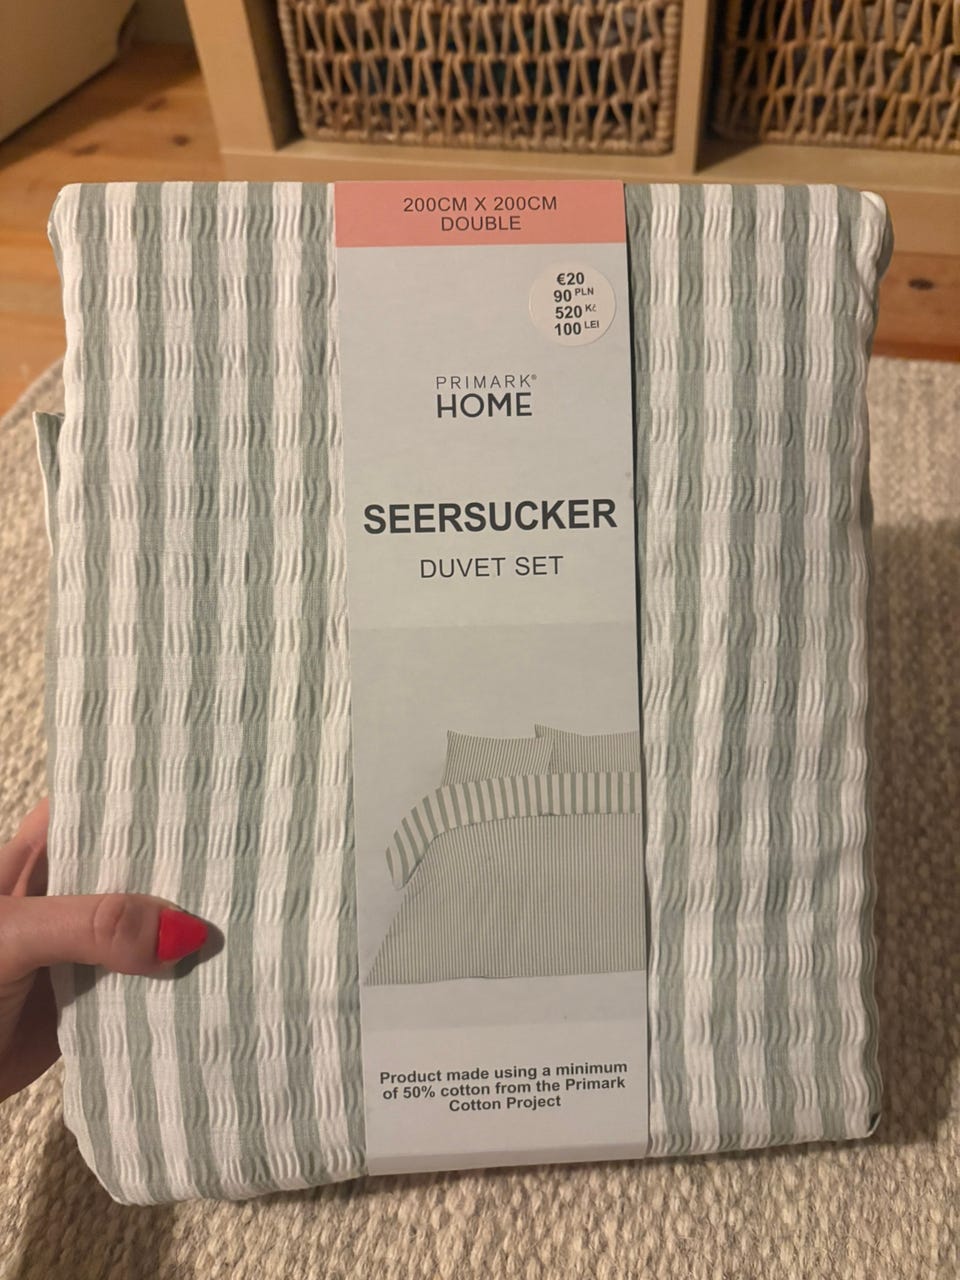 200CM X 200CM
DOUBLE
€20
90 PLN
520 Kč
100 LEI
PRIMARK®
HOME
SEERSUCKER
DUVET SET
Product made using a minimum
of 50% cotton from the Primark
Cotton Project